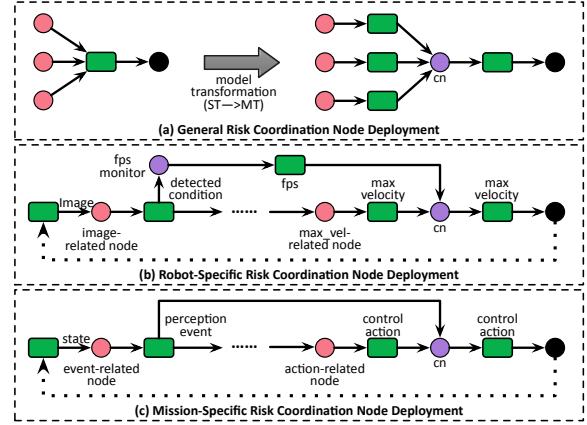 model
transformation
(ST—>MT)
cn
(a) General Risk Coordination Node Deployment
fps
monitor
detected
condition
fps
max
velocity
max
velocity
Image
image-
related node
......
max_vel-
related node
cn
(b) Robot-Specific Risk Coordination Node Deployment
perception
event
control
action
control
action
state
event-related
node
......
action-related
node
cn
(c) Mission-Specific Risk Coordination Node Deployment